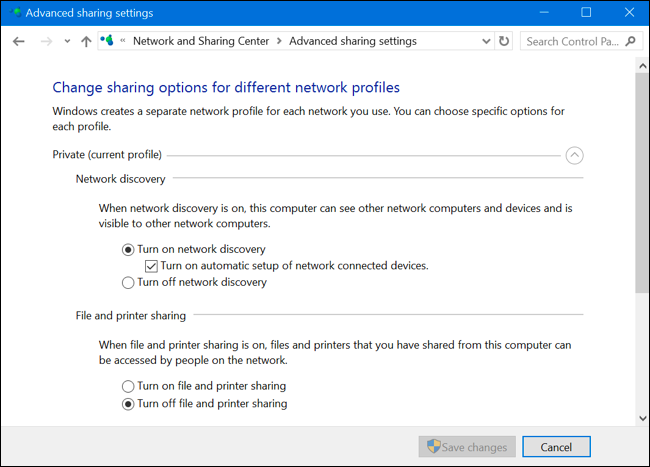 Advanced sharing settings
« Network and Sharing Center > Advanced sharing settings
Search Control Pa...
Change sharing options for different network profiles
Windows creates a separate network profile for each network you use. You can choose specific options for
each profile.
Private (current profile)
Network discovery
When network discovery is on, this computer can see other network computers and devices and is
visible to other network computers.
Turn on network discovery
Turn on automatic setup of network connected devices.
Turn off network discovery
File and printer sharing
When file and printer sharing is on, files and printers that you have shared from this computer can
be accessed by people on the network.
Turn on file and printer sharing
Turn off file and printer sharing
Save changes
Cancel